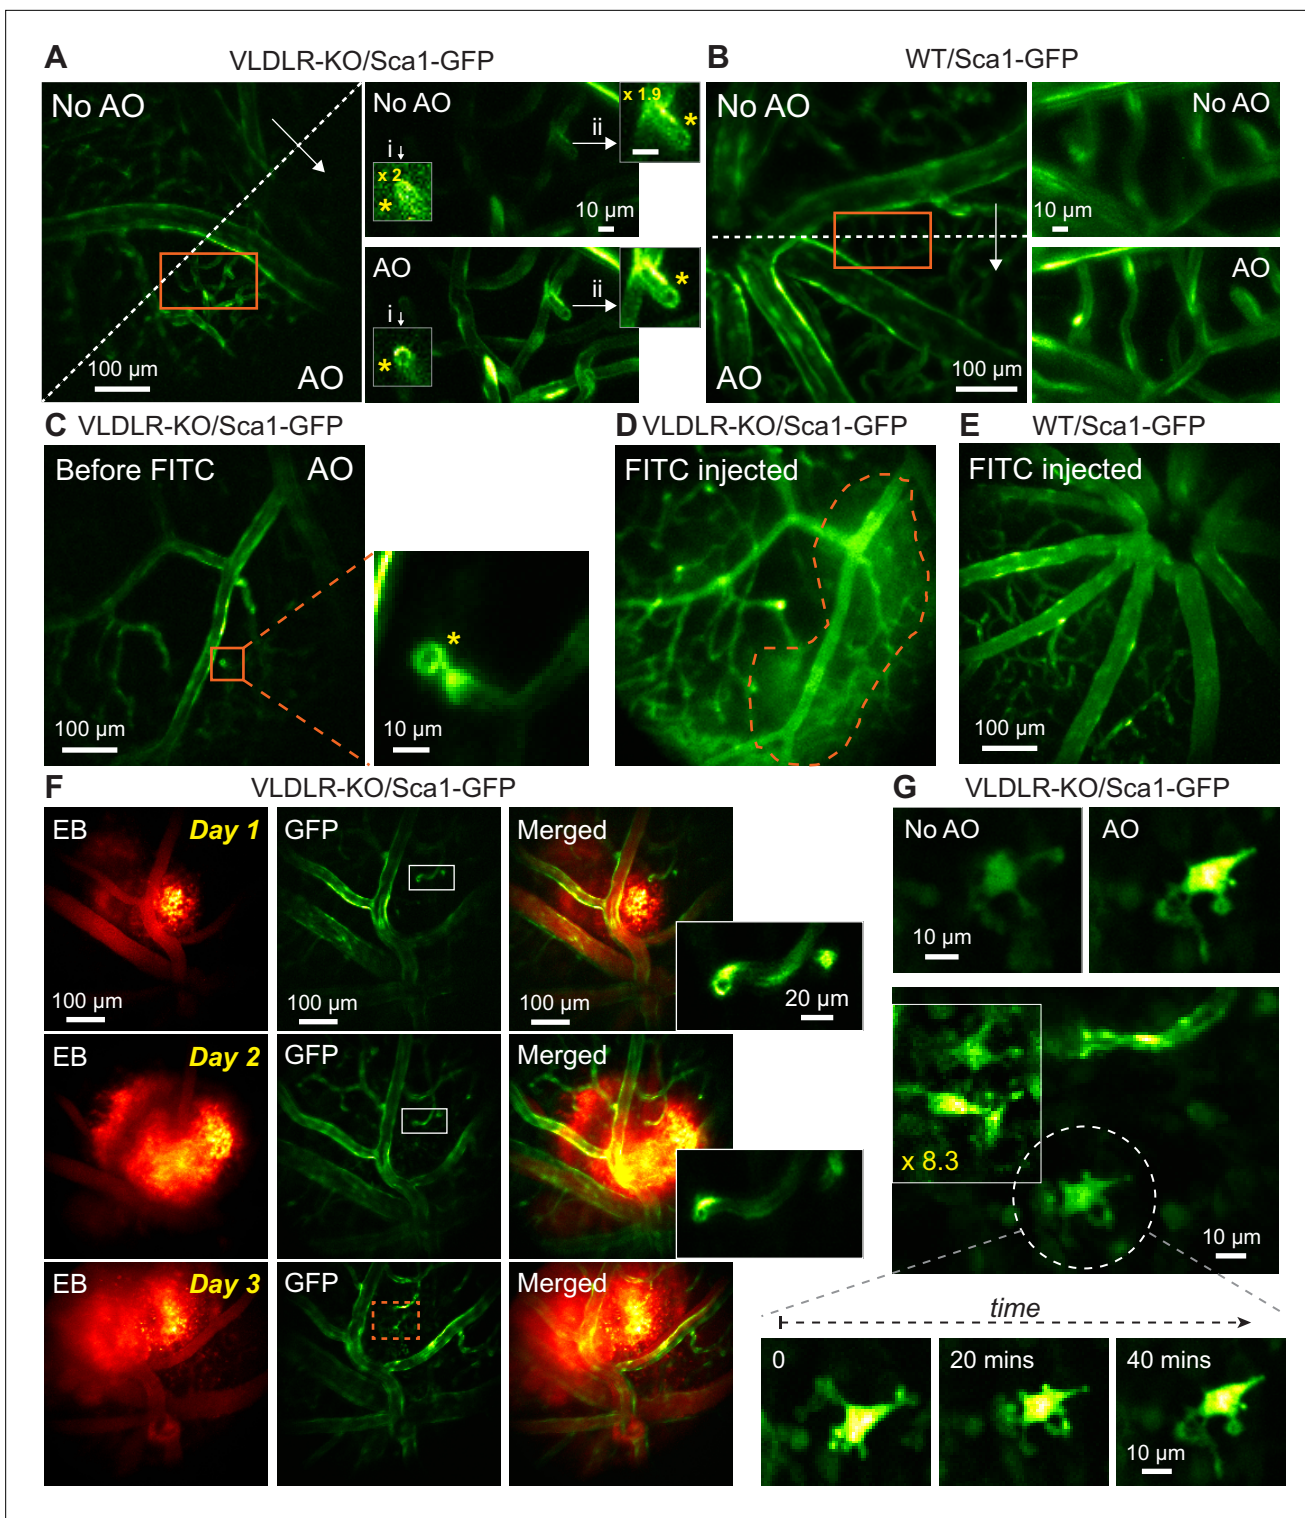 A
VLDLR-KO/Sca1-GFP
No AO
AO
100 µm
No AO
i
x 2
*
ii
x 1.9
*
10 µm
AO
i
*
ii
*
B
WT/Sca1-GFP
No AO
AO
100 µm
No AO
10 µm
AO
C VLDLR-KO/Sca1-GFP
Before FITC
AO
100 µm
*
10 µm
D VLDLR-KO/Sca1-GFP
FITC injected
E WT/Sca1-GFP
FITC injected
100 µm
F
VLDLR-KO/Sca1-GFP
EB Day 1
100 µm
GFP
100 µm
Merged
100 µm
20 µm
EB Day 2
GFP
Merged
EB Day 3
GFP
Merged
G
VLDLR-KO/Sca1-GFP
No AO
10 µm
AO
x 8.3
10 µm
time
0
20 mins
40 mins
10 µm